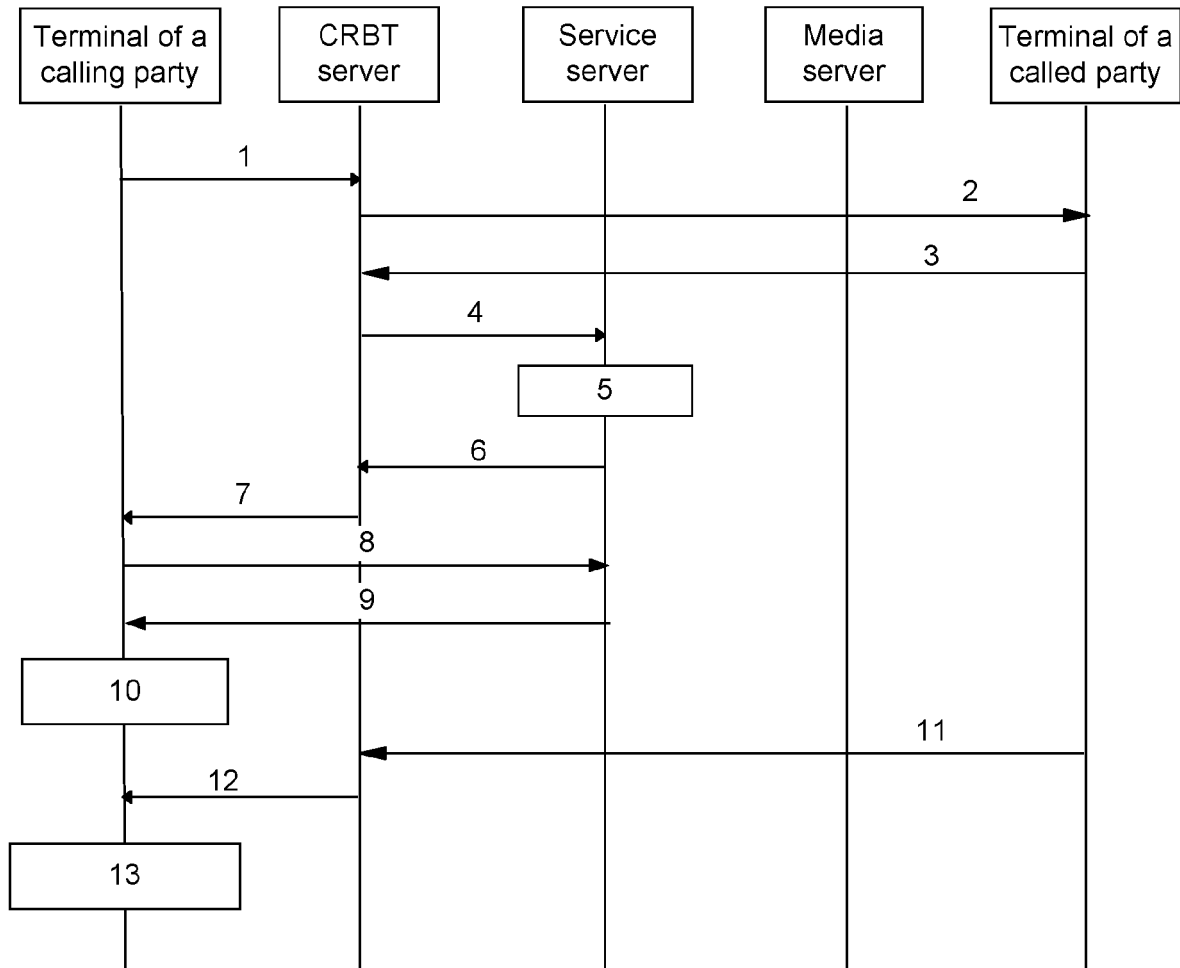 Terminal of a
calling party
CRBT
server
Service
server
Media
server
Terminal of a
called party
1
2
3
4
5
6
7
8
9
10
11
12
13